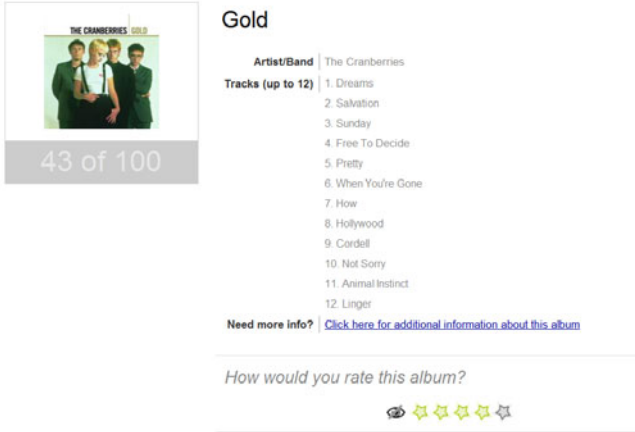 THE CRANBERRIES GOLD
43 of 100
Gold
Artist/Band The Cranberries
Tracks (up to 12) 1. Dreams
2. Salvation
3. Sunday
4. Free To Decide
5. Pretty
6. When You're Gone
7. How
8. Hollywood
9. Cordell
10. Not Sorry
11. Animal Instinct
12. Linger
Need more info? Click here for additional information about this album
How would you rate this album?